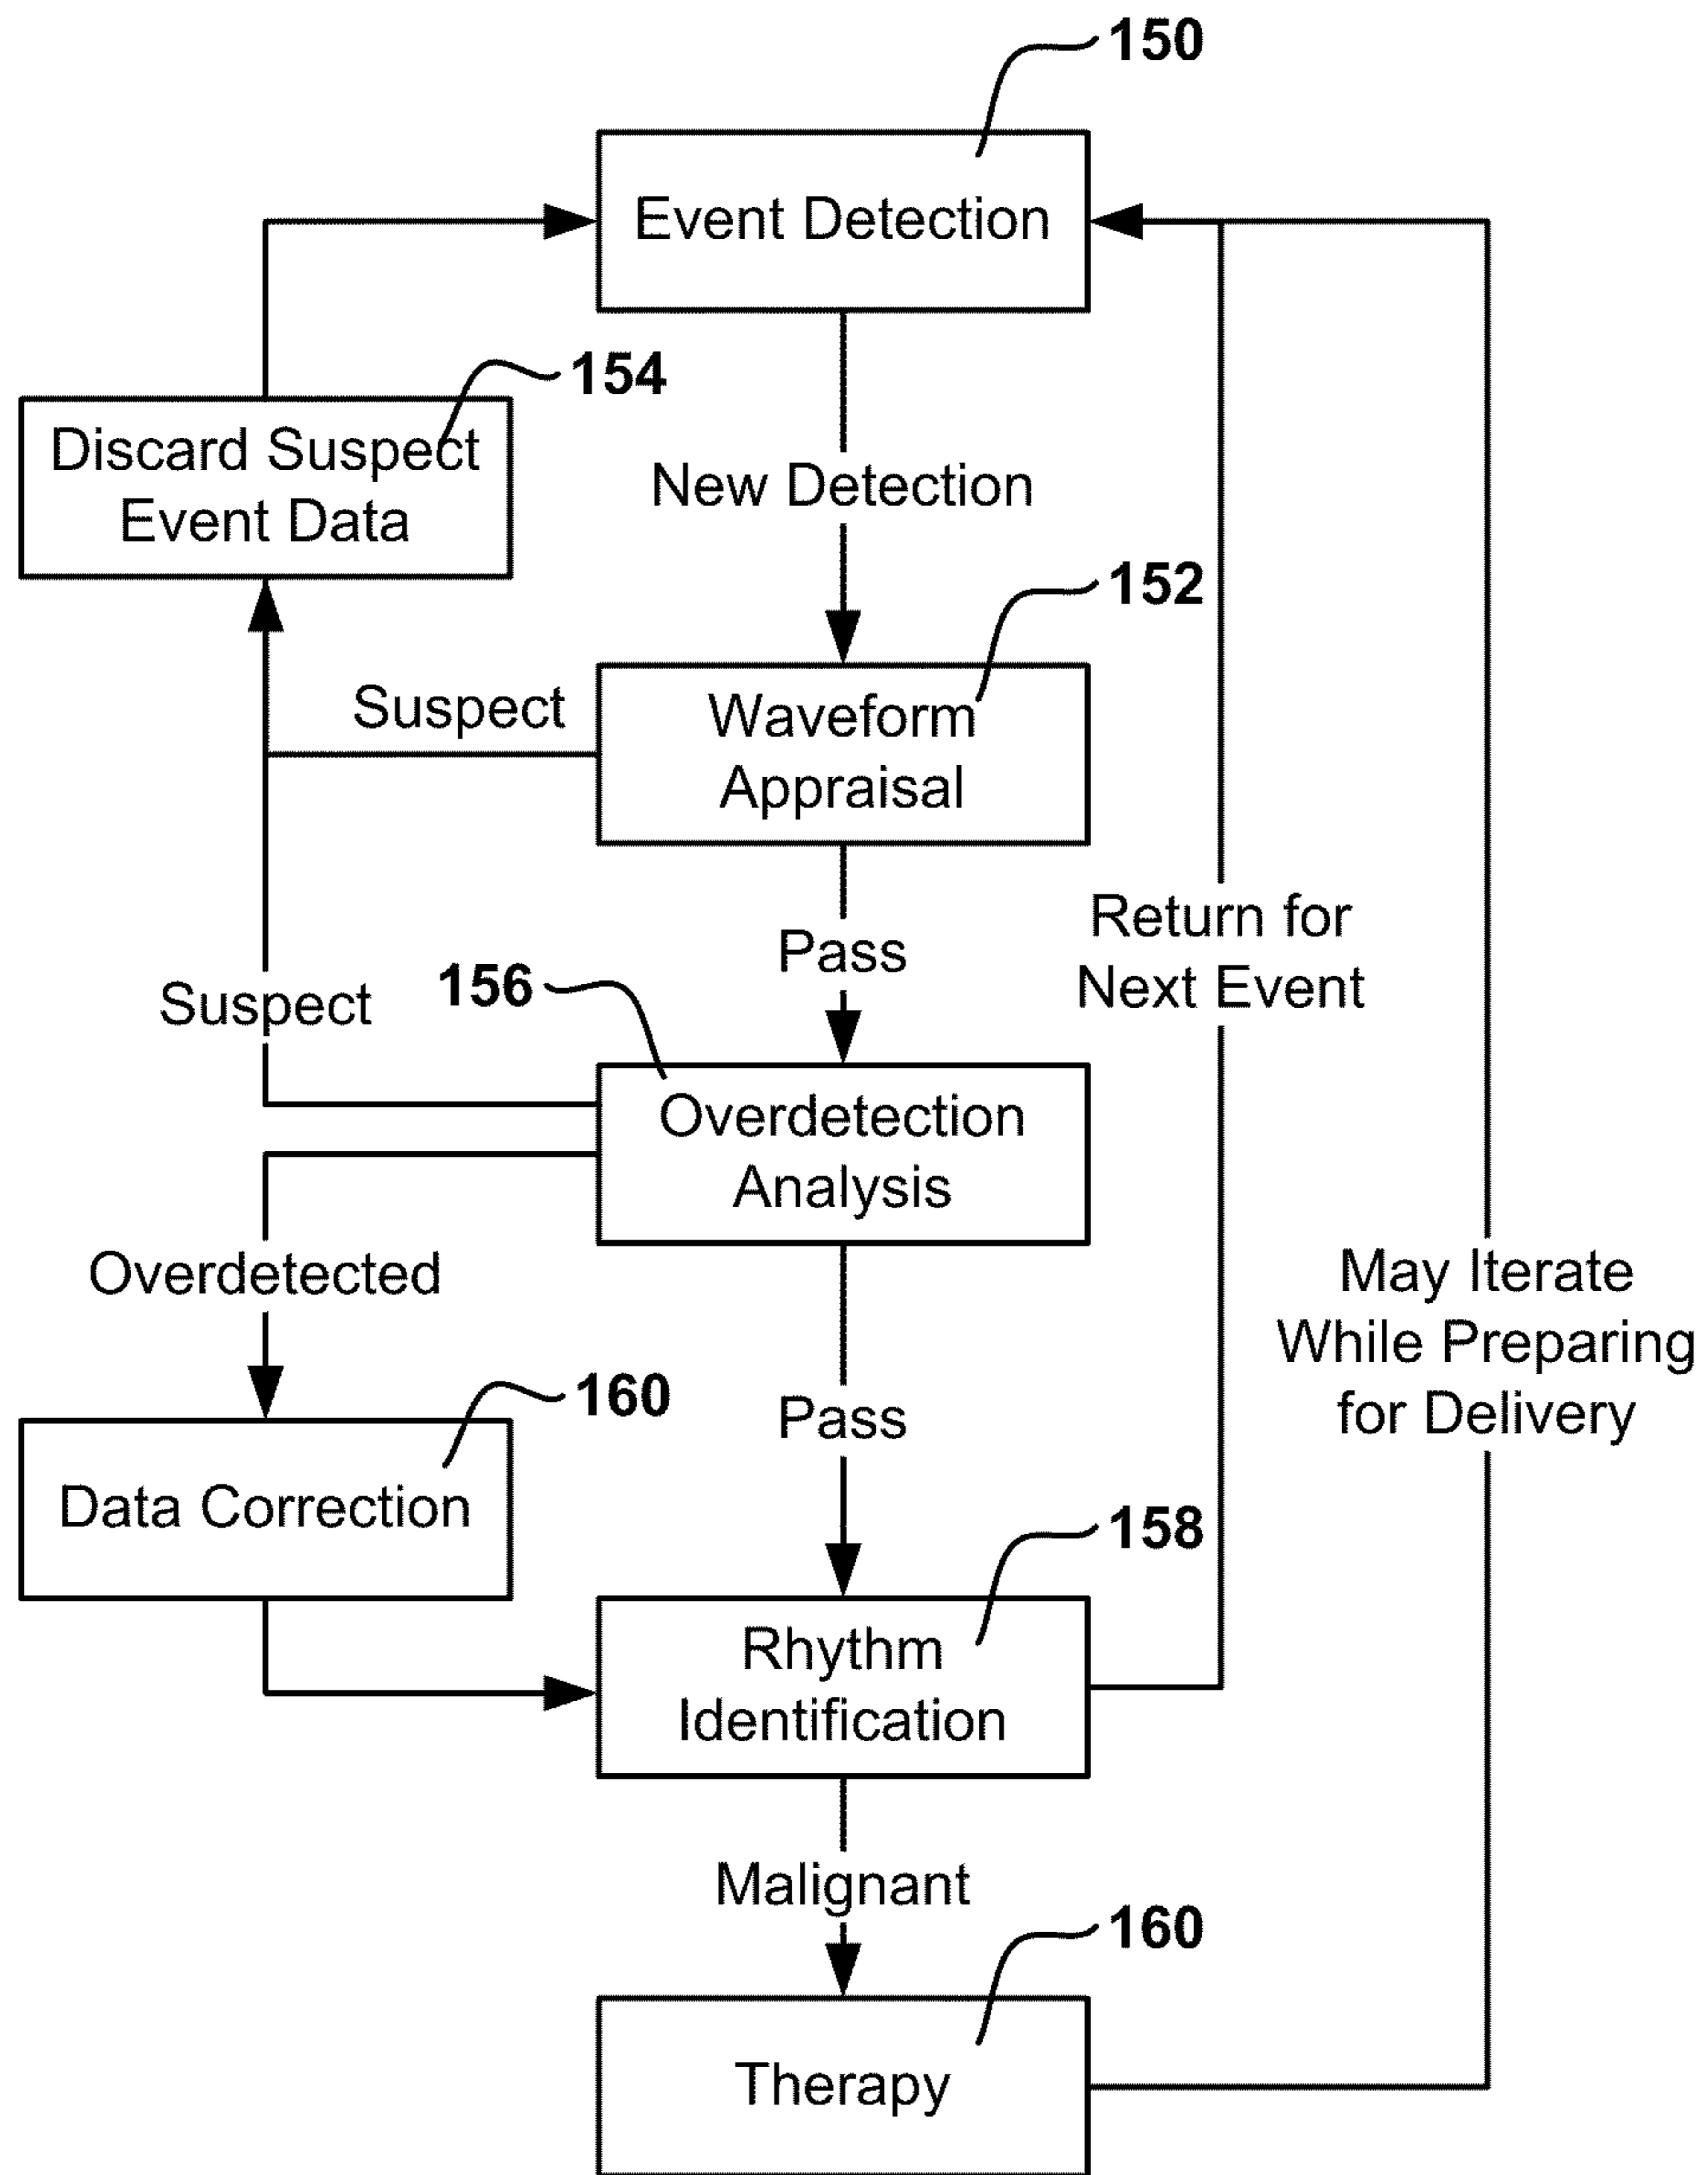 150
Event Detection
154
Discard Suspect
Event Data
New Detection
152
Suspect
Waveform
Appraisal
Return for
Next Event
Pass
156
Suspect
Overdetection
Analysis
Overdetected
May Iterate
While Preparing
for Delivery
160
Pass
Data Correction
158
Rhythm
Identification
Malignant
160
Therapy